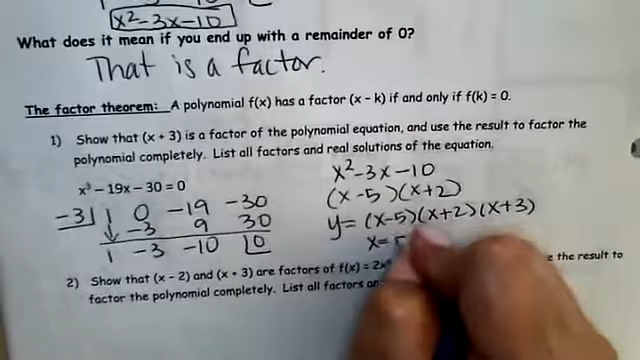 x²-3x-10
What does it mean if you end up with a remainder of 0?
That is a factor.
The factor theorem: A polynomial f(x) has a factor (x – k) if and only if f(k) = 0.
1) Show that (x + 3) is a factor of the polynomial equation, and use the result to factor the
polynomial completely. List all factors and real solutions of the equation.
x³ – 19x – 30 = 0
-3| 1 0 -19 -30
↓ -3 9 30
1 -3 -10 |0
x²-3x-10
(x-5)(x+2)
y=(x-5)(x+2)(x+3)
x=5
2) Show that (x – 2) and (x + 3) are factors of f(x) = 2x
e the result to
factor the polynomial completely. List all factors an